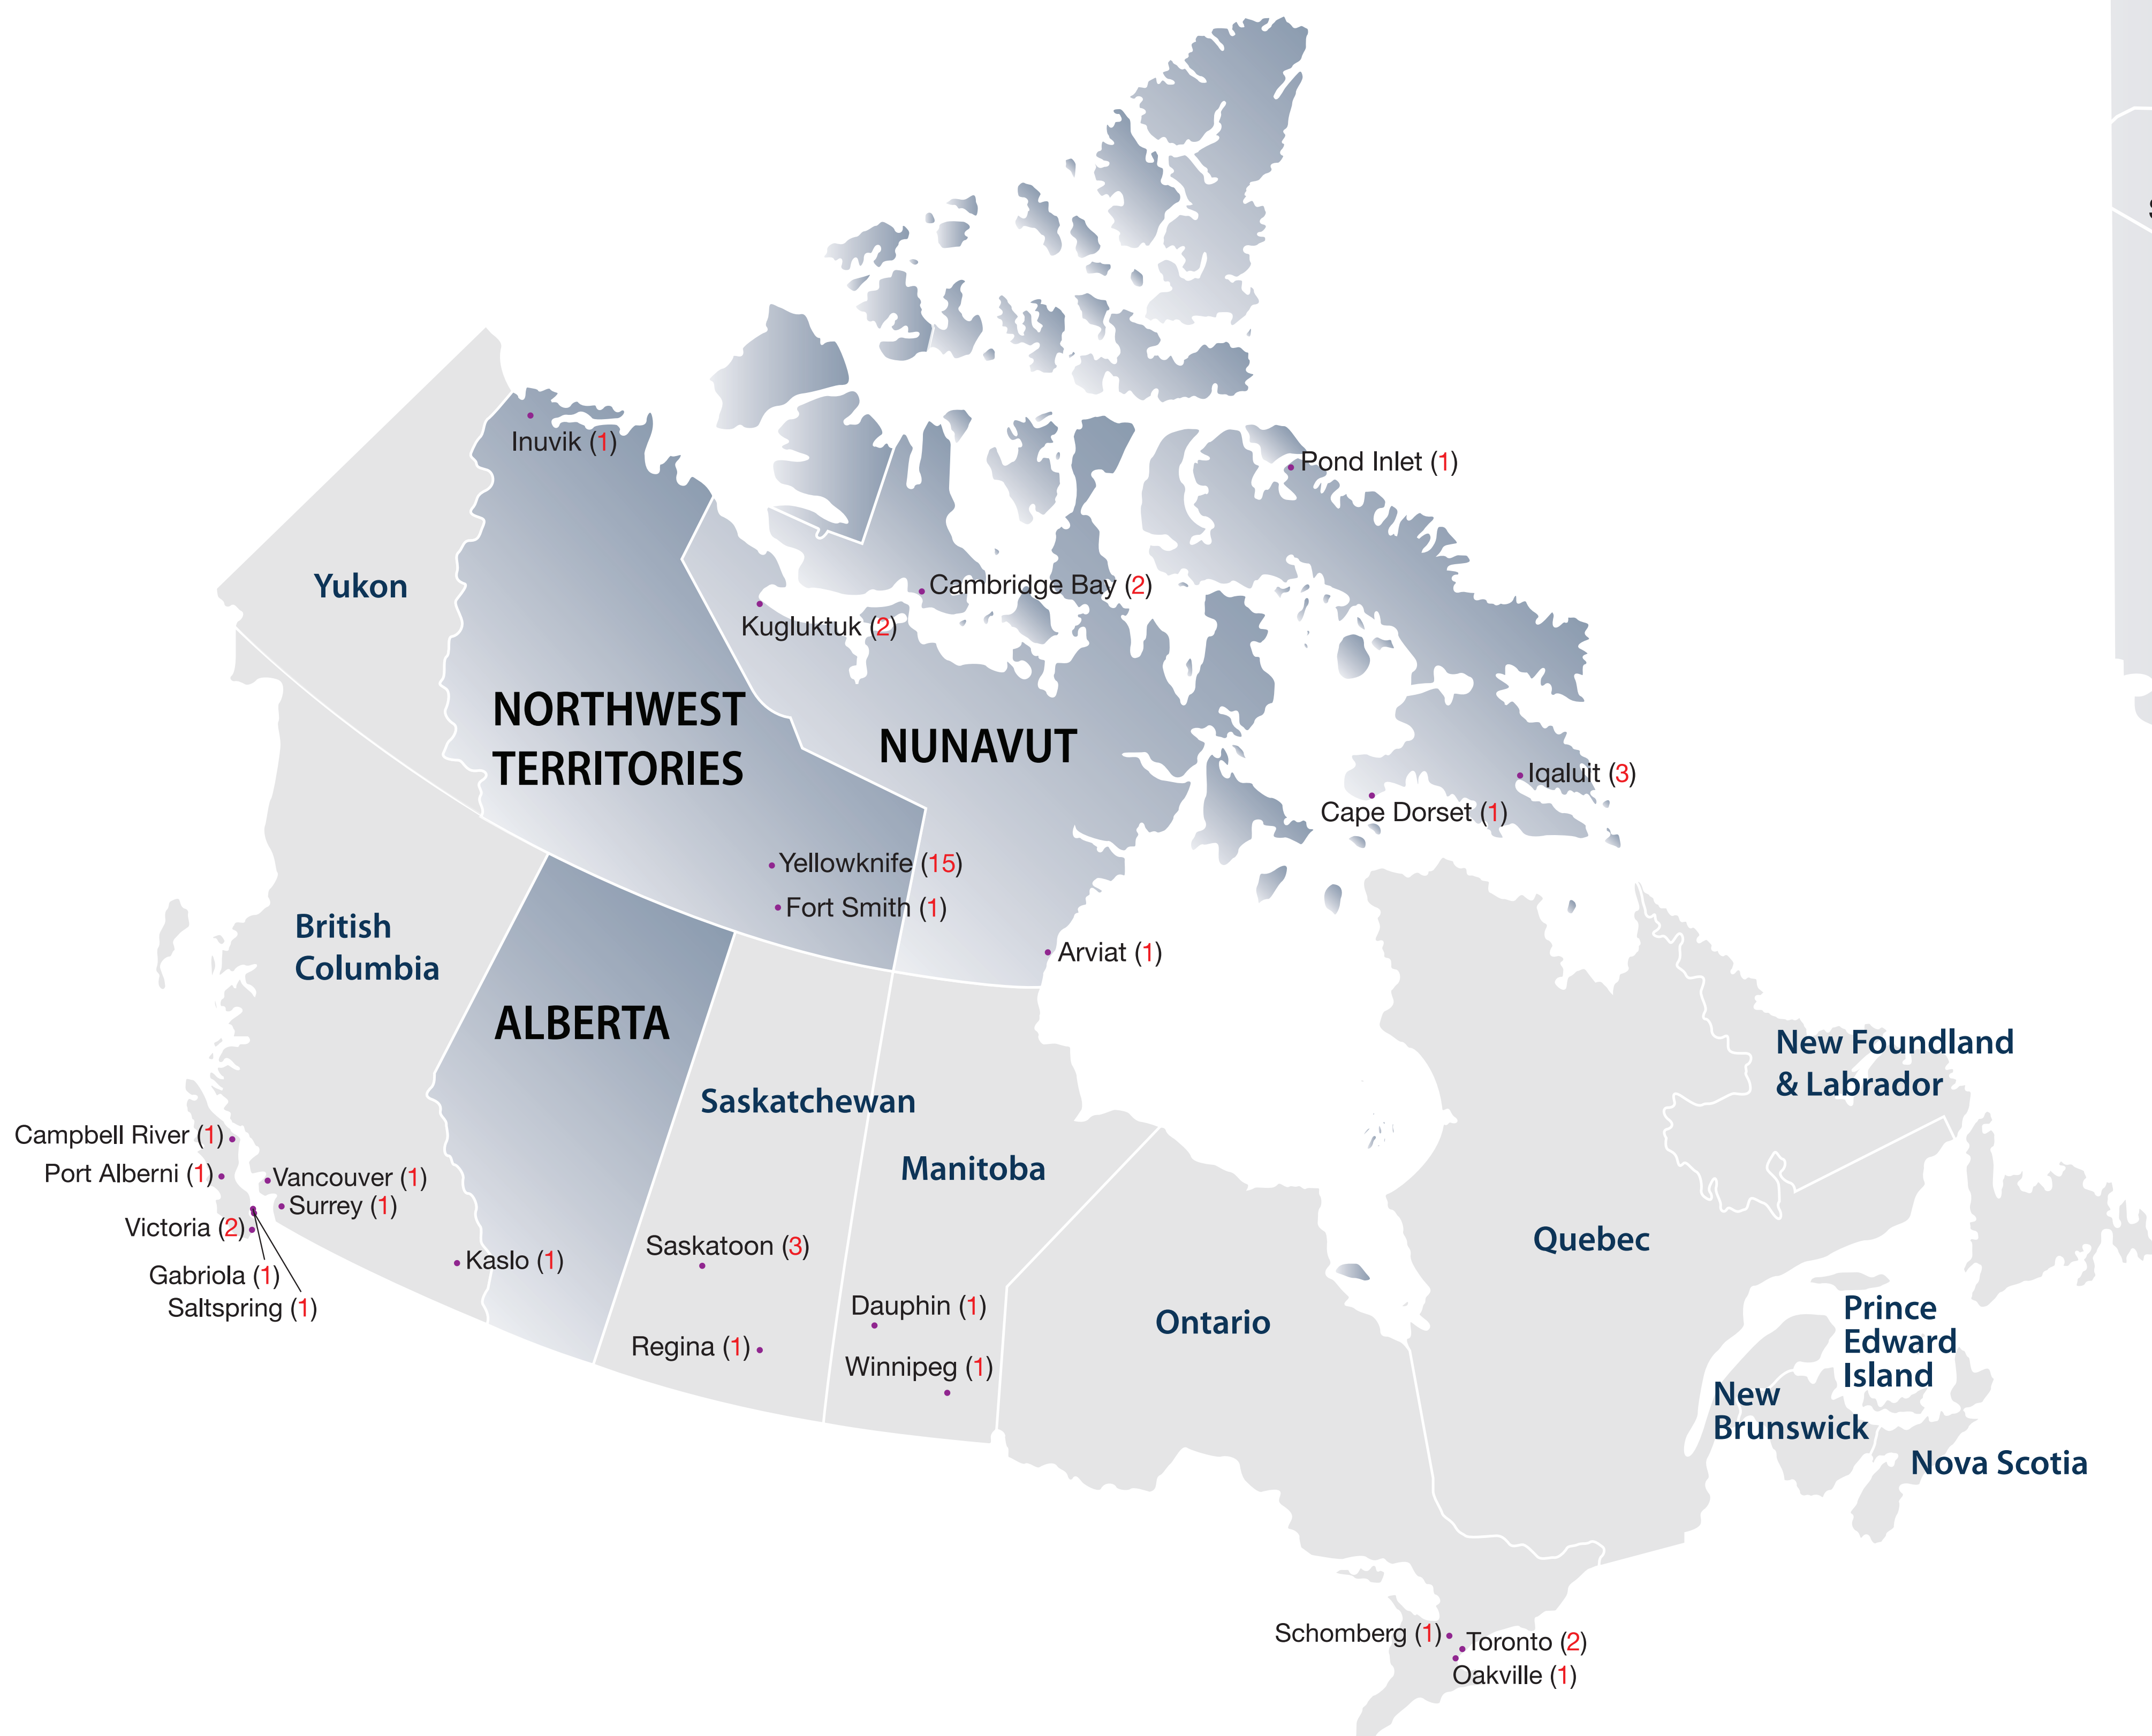 Inuvik (1)
Pond Inlet (1)
Yukon
Cambridge Bay (2)
Kugluktuk (2)
NORTHWEST
TERRITORIES
NUNAVUT
Iqaluit (3)
Cape Dorset (1)
Yellowknife (15)
Fort Smith (1)
British
Columbia
Arviat (1)
ALBERTA
New Foundland
& Labrador
Saskatchewan
Campbell River (1)
Port Alberni (1)
Vancouver (1)
Surrey (1)
Manitoba
Victoria (2)
Quebec
Saskatoon (3)
Kaslo (1)
Gabriola (1)
Saltspring (1)
Dauphin (1)
Ontario
Prince
Edward
Island
Regina (1)
Winnipeg (1)
New
Brunswick
Nova Scotia
Schomberg (1)
Toronto (2)
Oakville (1)